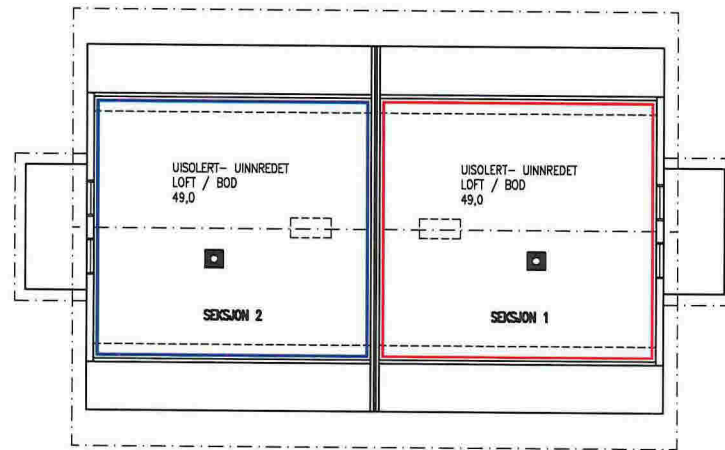 UISOLERT- UINNREDET
LOFT / BOD
49,0
SEKSJON 2
UISOLERT- UINNREDET
LOFT / BOD
49,0
SEKSJON 1